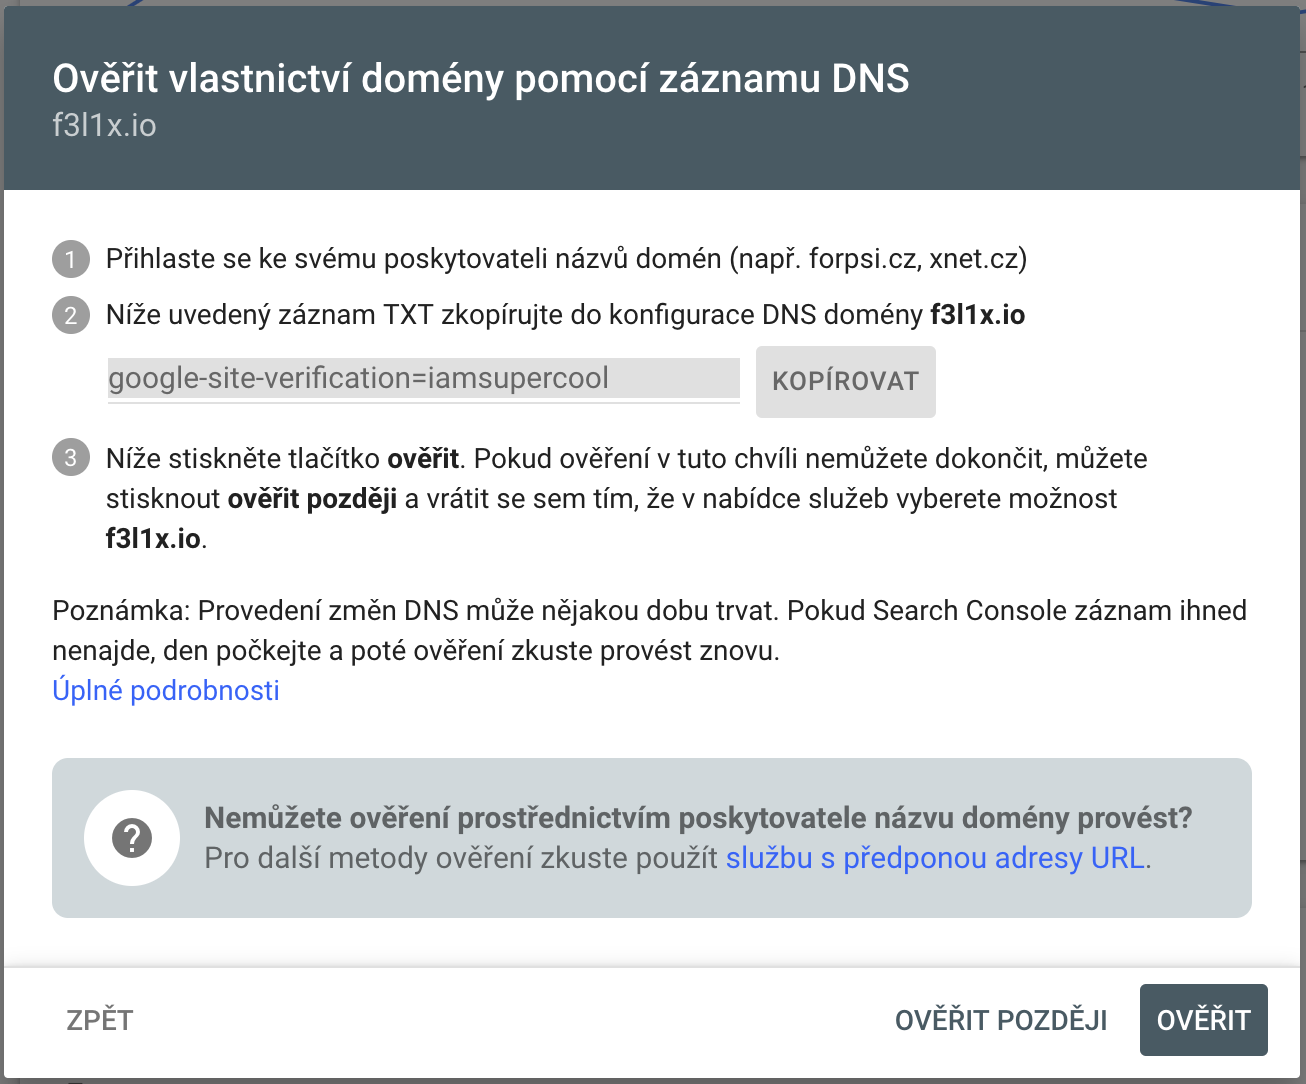 Ověřit vlastnictví domény pomocí záznamu DNS
f3l1x.io
1 Přihlaste se ke svému poskytovateli názvů domén (např. forpsi.cz, xnet.cz)
2 Níže uvedený záznam TXT zkopírujte do konfigurace DNS domény f3l1x.io
google-site-verification=iamsupercool KOPÍROVAT
3 Níže stiskněte tlačítko ověřit. Pokud ověření v tuto chvíli nemůžete dokončit, můžete
stisknout ověřit později a vrátit se sem tím, že v nabídce služeb vyberete možnost
f3l1x.io.
Poznámka: Provedení změn DNS může nějakou dobu trvat. Pokud Search Console záznam ihned
nenajde, den počkejte a poté ověření zkuste provést znovu.
Úplné podrobnosti
? Nemůžete ověření prostřednictvím poskytovatele názvu domény provést?
Pro další metody ověření zkuste použít službu s předponou adresy URL.
ZPĚT OVĚŘIT POZDĚJI OVĚŘIT